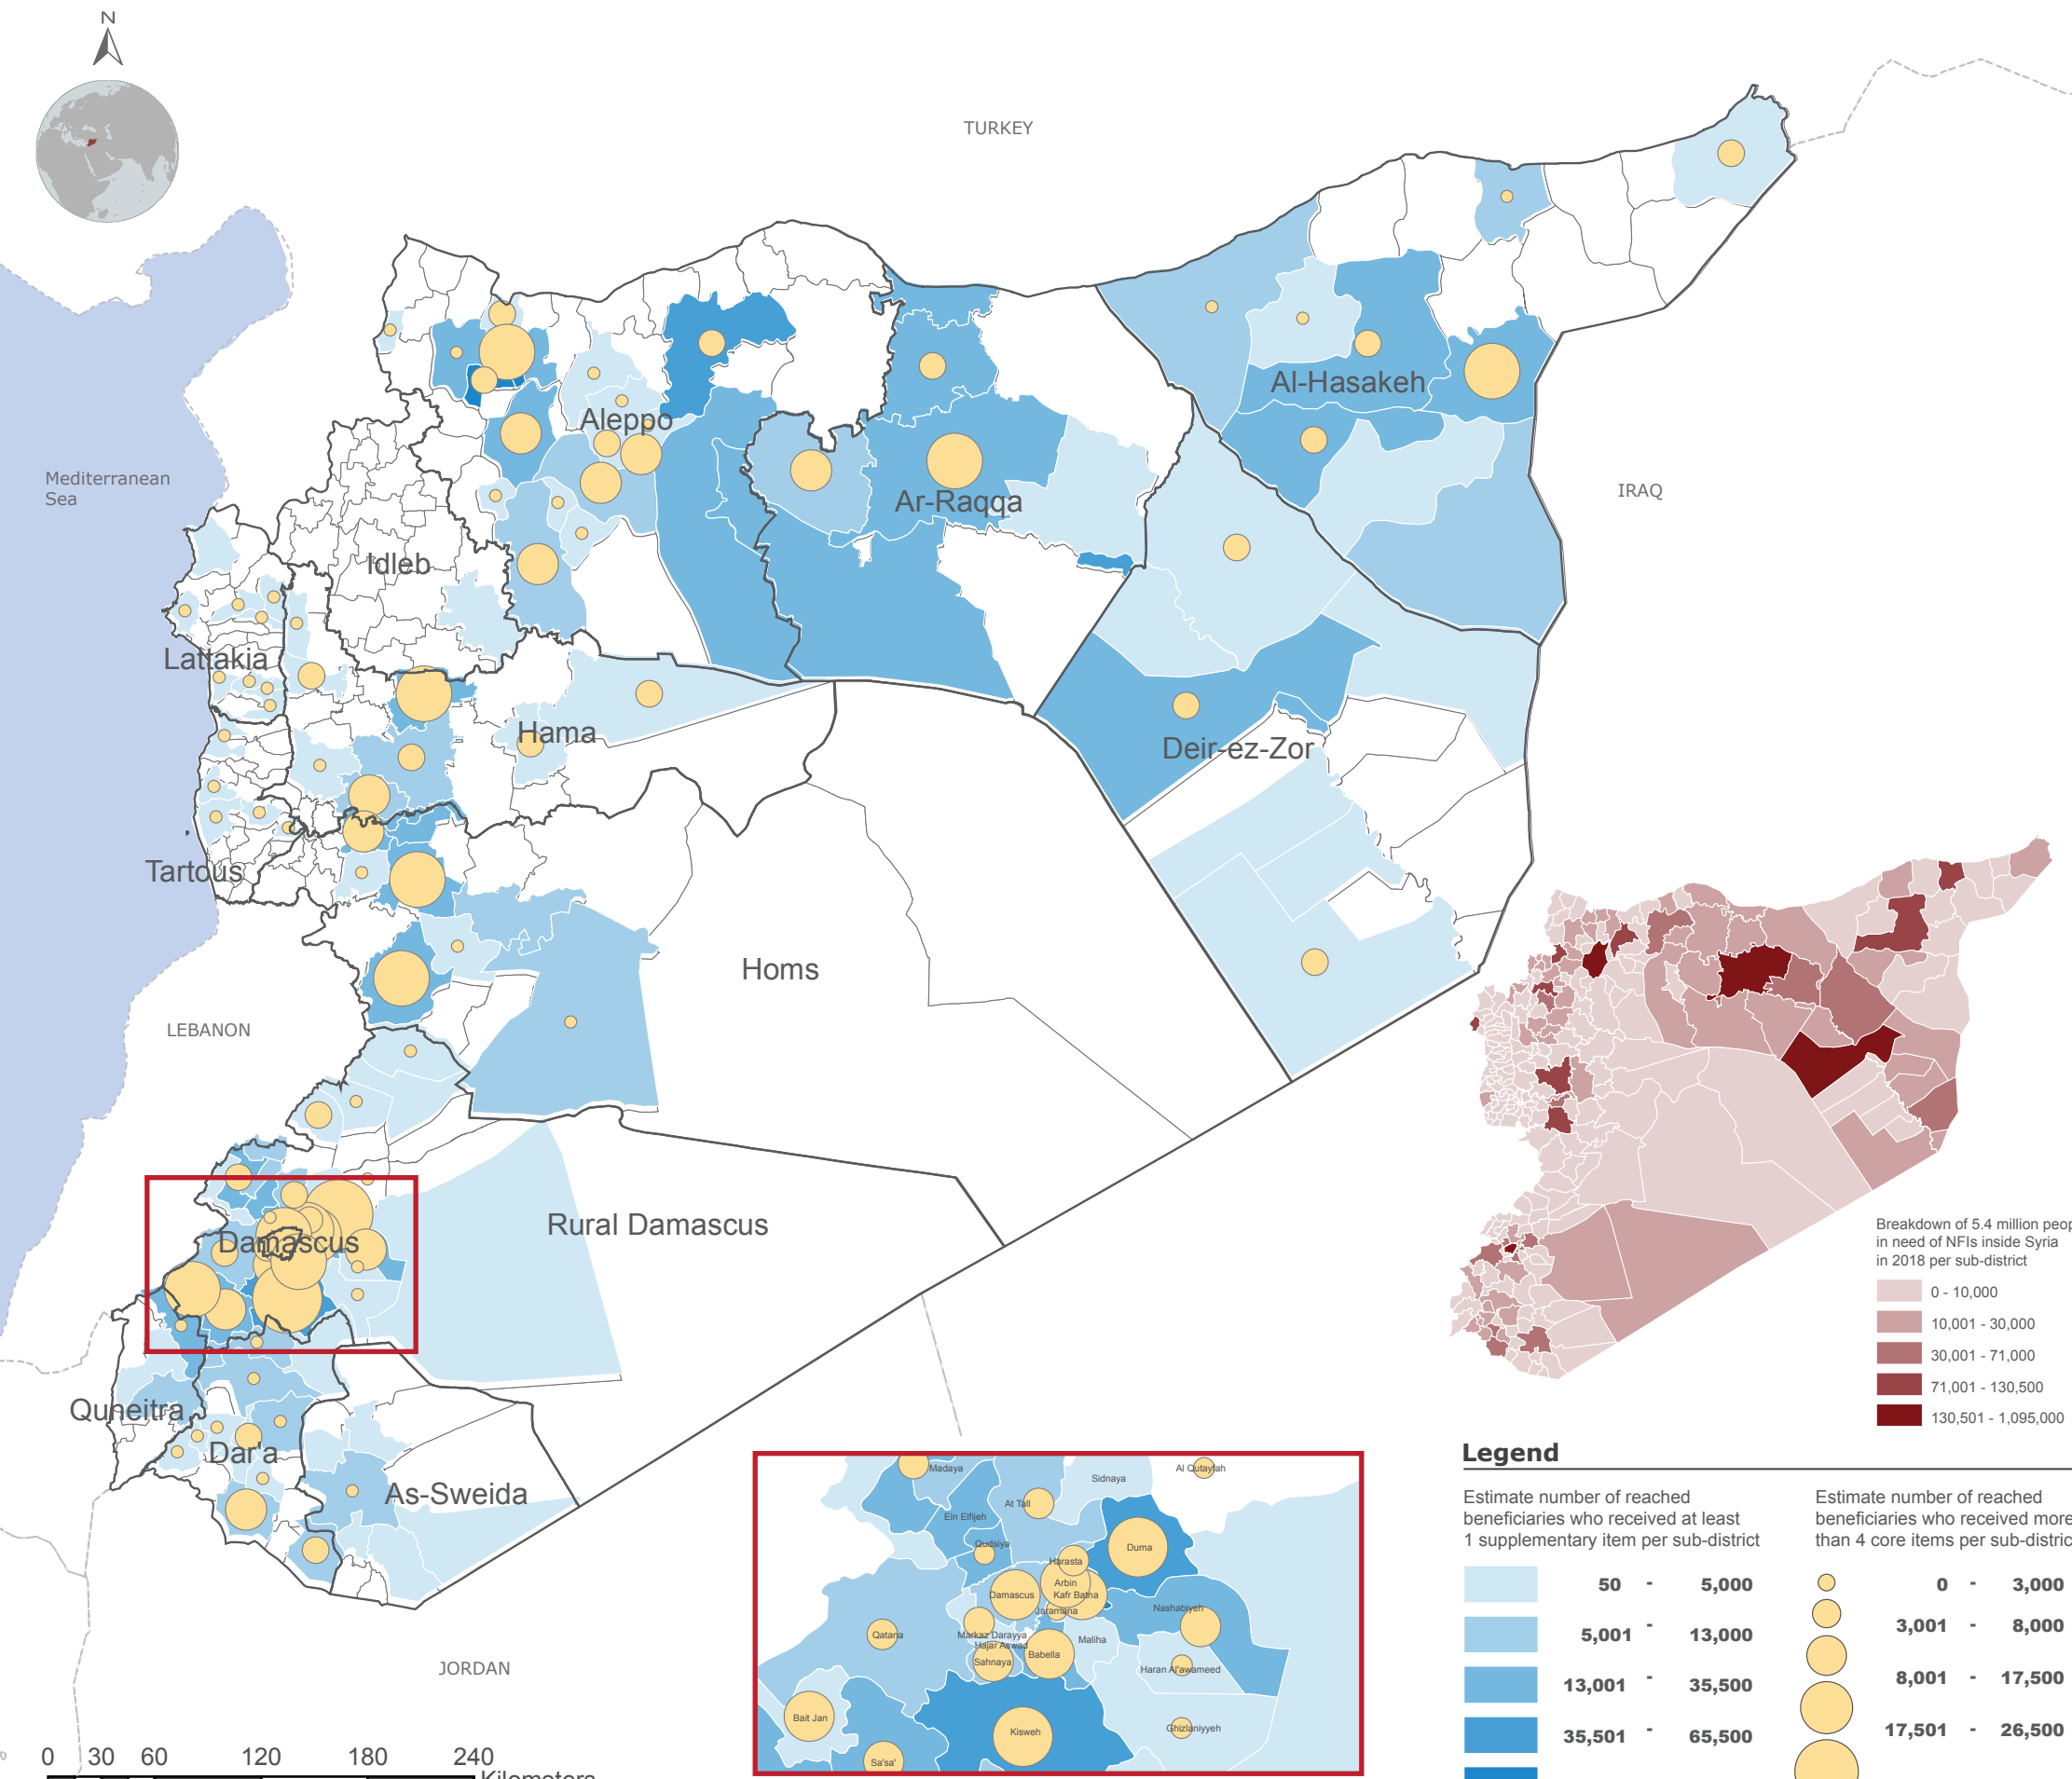 N
TURKEY
Mediterranean
Sea
IRAQ
Al-Hasakeh
Aleppo
Ar-Raqqa
Idleb
Lattakia
Hama
Deir-ez-Zor
Tartous
Homs
LEBANON
Rural Damascus
Damascus
Quneitra
Dar'a
As-Sweida
JORDAN
0 30 60 120 180 240
Kilometers
Breakdown of 5.4 million peop
in need of NFIs inside Syria
in 2018 per sub-district
0 - 10,000
10,001 - 30,000
30,001 - 71,000
71,001 - 130,500
130,501 - 1,095,000
Madaya
Sidnaya
Al Qutayfah
At Tall
Ein Elfijeh
Qudsiya
Duma
Harasta
Arbin
Damascus
Kafr Batna
Jaramana
Nashabiyeh
Qatana
Markaz Darayya
Hajar Aswad
Maliha
Babella
Sahnaya
Haran Al'awameed
Bait Jan
Kisweh
Ghizlaniyyeh
Sa'sa'
Legend
Estimate number of reached
beneficiaries who received at least
1 supplementary item per sub-district
50 - 5,000
5,001 - 13,000
13,001 - 35,500
35,501 - 65,500
Estimate number of reached
beneficiaries who received more
than 4 core items per sub-distric
0 - 3,000
3,001 - 8,000
8,001 - 17,500
17,501 - 26,500